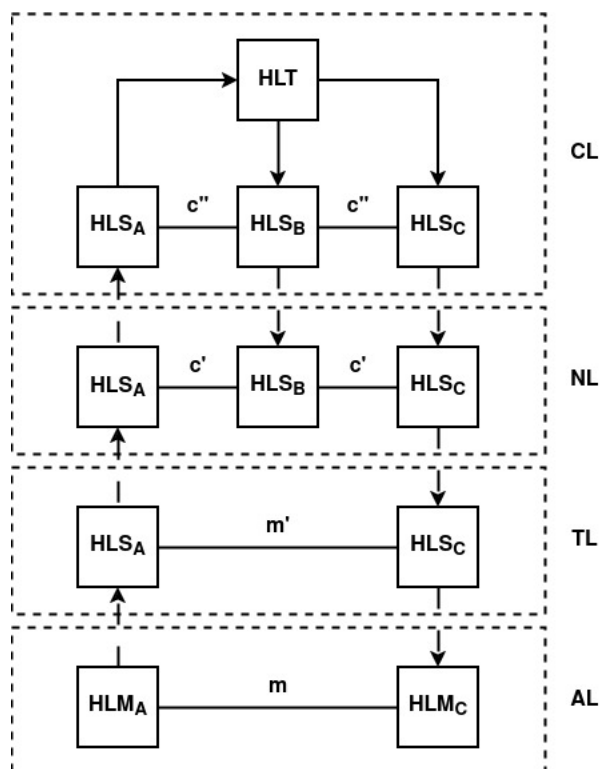 HLT
CL
c" c"
HLSA HLSB HLSC
c' c'
HLSA HLSB HLSC NL
m'
HLSA HLSC TL
m
HLMA HLMC AL